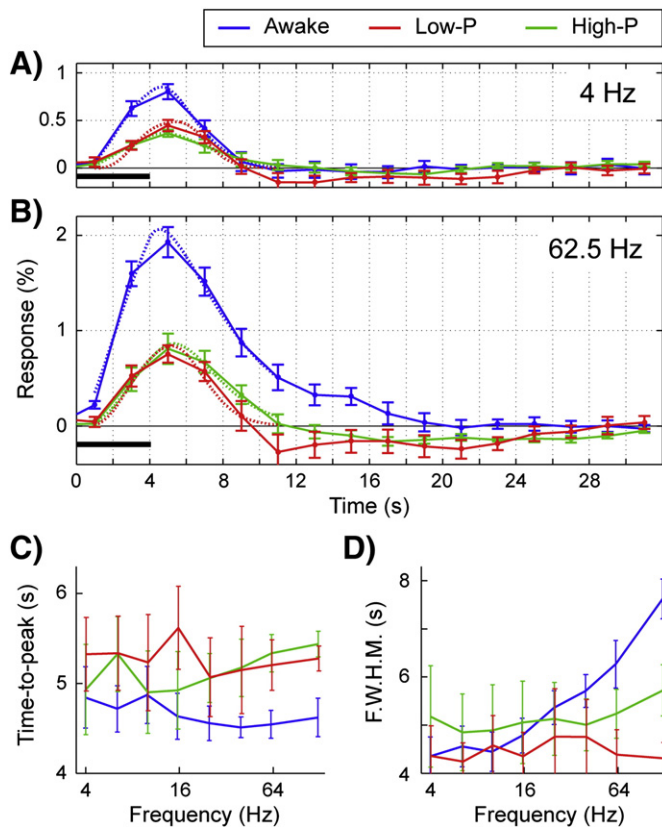 Awake Low-P High-P
A)
4 Hz
1
0.5
0
B)
62.5 Hz
2
1
0
Response (%)
0 4 8 12 16 20 24 28
Time (s)
C)
6
5
4
Time-to-peak (s)
4 16 64
Frequency (Hz)
D)
8
6
4
F.W.H.M. (s)
4 16 64
Frequency (Hz)